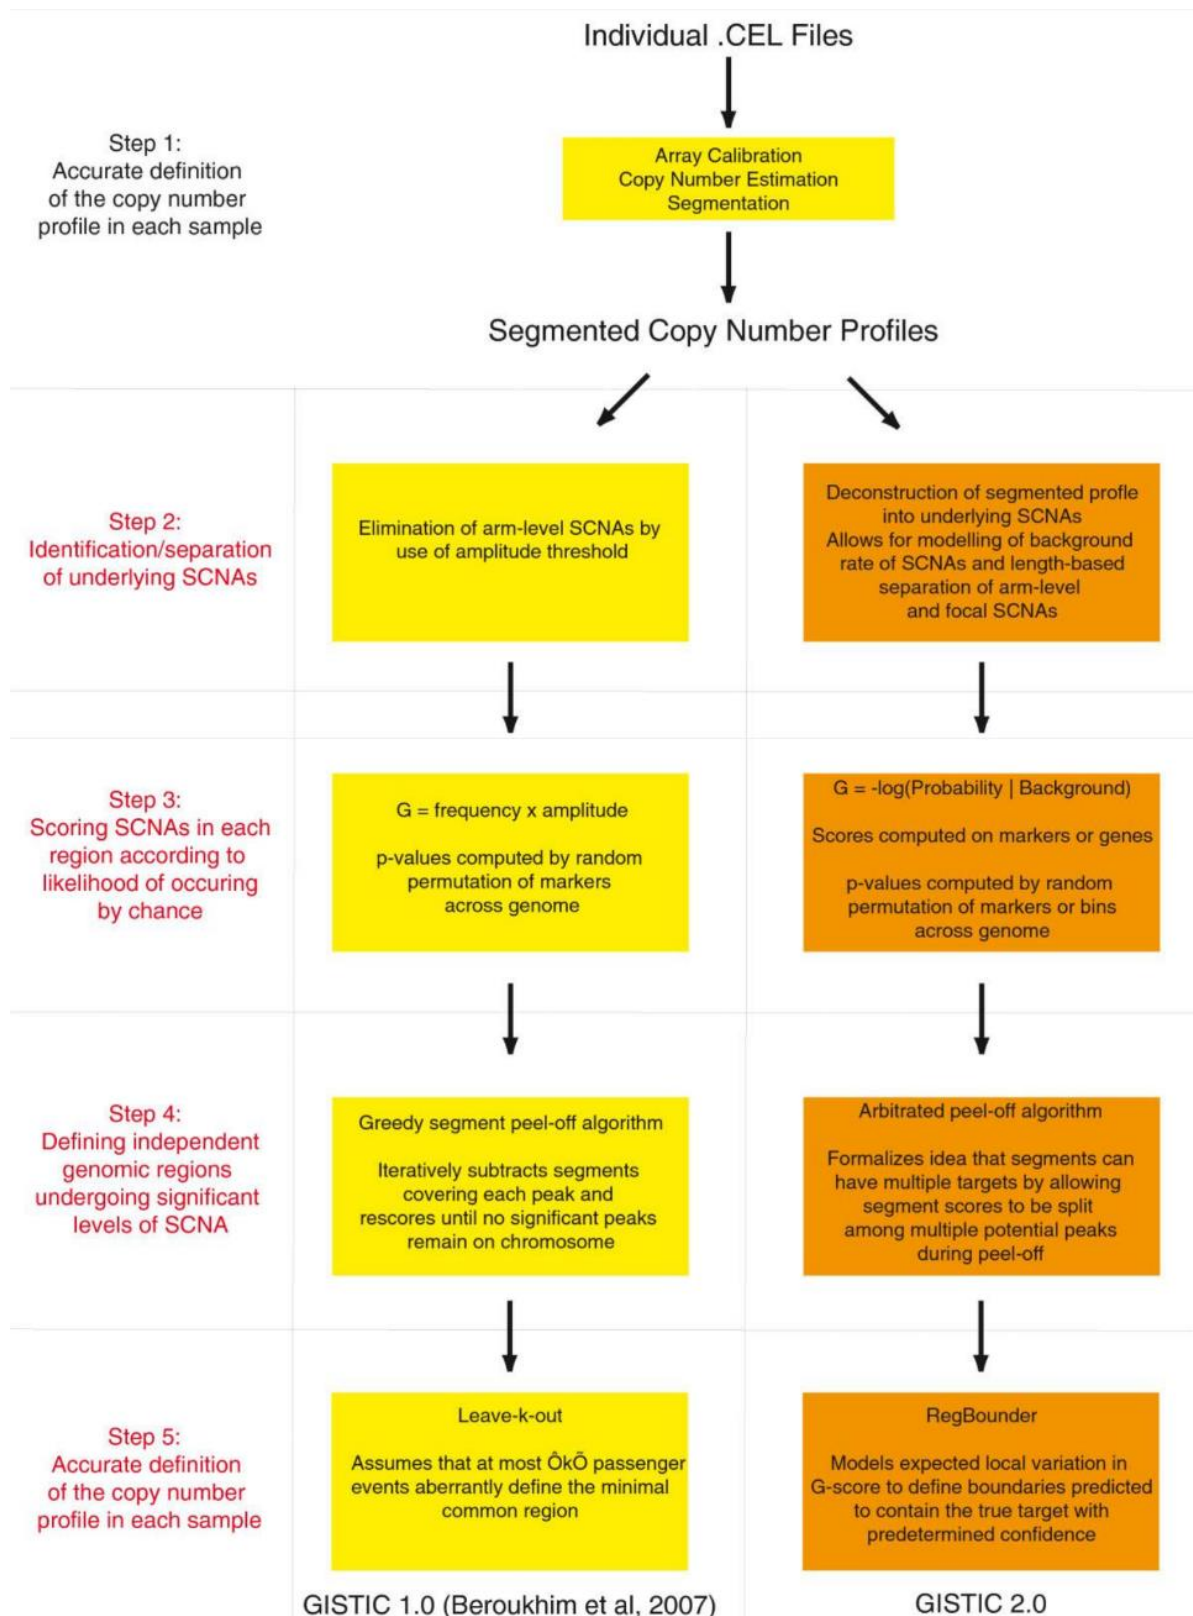 Individual .CEL Files
Step 1:
Accurate definition
of the copy number
profile in each sample
Array Calibration
Copy Number Estimation
Segmentation
Segmented Copy Number Profiles
Step 2:
Identification/separation
of underlying SCNAs
Elimination of arm-level SCNAs by
use of amplitude threshold
Deconstruction of segmented profle
into underlying SCNAs
Allows for modelling of background
rate of SCNAs and length-based
separation of arm-level
and focal SCNAs
Step 3:
Scoring SCNAs in each
region according to
likelihood of occuring
by chance
G = frequency x amplitude
p-values computed by random
permutation of markers
across genome
G = -log(Probability | Background)
Scores computed on markers or genes
p-values computed by random
permutation of markers or bins
across genome
Step 4:
Defining independent
genomic regions
undergoing significant
levels of SCNA
Greedy segment peel-off algorithm
Iteratively subtracts segments
covering each peak and
rescores until no significant peaks
remain on chromosome
Arbitrated peel-off algorithm
Formalizes idea that segments can
have multiple targets by allowing
segment scores to be split
among multiple potential peaks
during peel-off
Step 5:
Accurate definition
of the copy number
profile in each sample
Leave-k-out
Assumes that at most ÔkÕ passenger
events aberrantly define the minimal
common region
RegBounder
Models expected local variation in
G-score to define boundaries predicted
to contain the true target with
predetermined confidence
GISTIC 1.0 (Beroukhim et al, 2007)
GISTIC 2.0